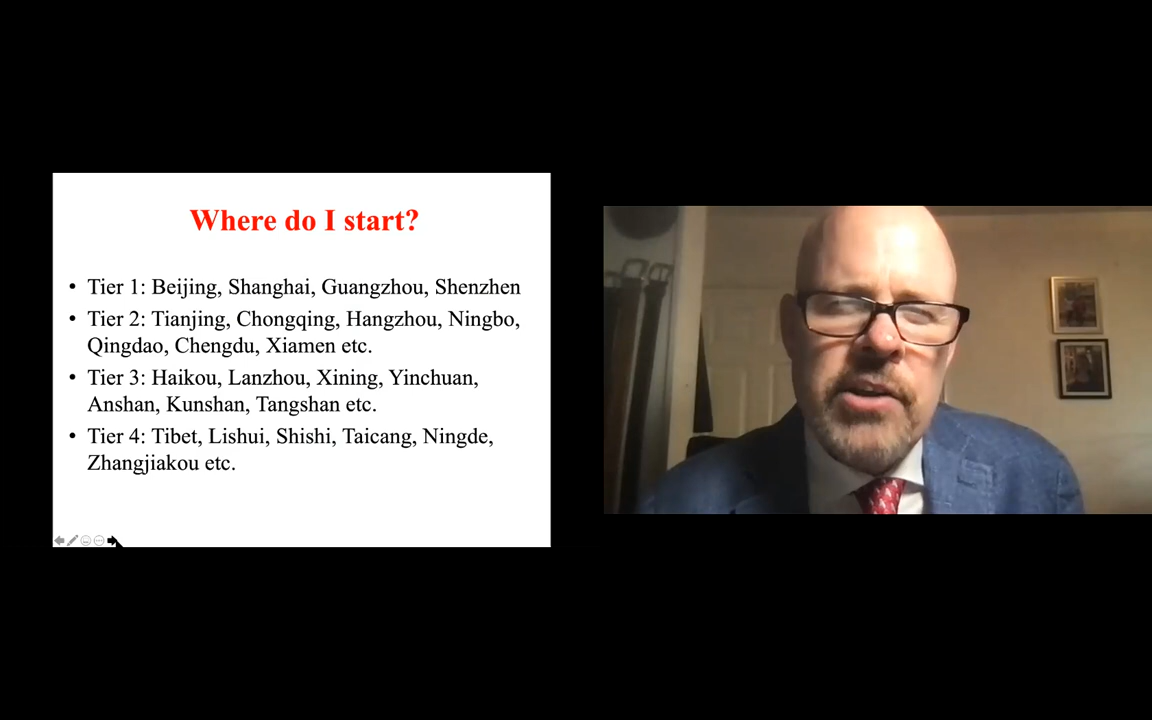 Where do I start?
• Tier 1: Beijing, Shanghai, Guangzhou, Shenzhen
• Tier 2: Tianjing, Chongqing, Hangzhou, Ningbo,
Qingdao, Chengdu, Xiamen etc.
• Tier 3: Haikou, Lanzhou, Xining, Yinchuan,
Anshan, Kunshan, Tangshan etc.
• Tier 4: Tibet, Lishui, Shishi, Taicang, Ningde,
Zhangjiakou etc.